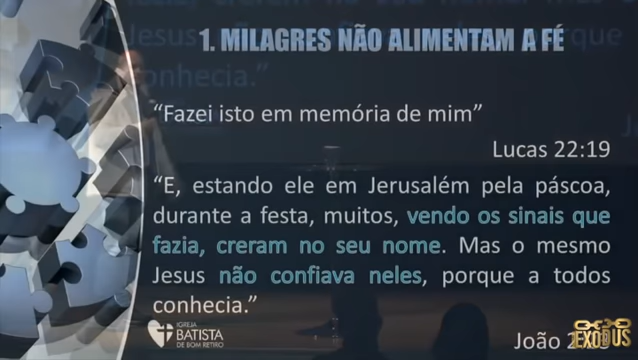 1. MILAGRES NÃO ALIMENTAM A FÉ
“Fazei isto em memória de mim”
Lucas 22:19
“E, estando ele em Jerusalém pela páscoa,
durante a festa, muitos, vendo os sinais que
fazia, creram no seu nome. Mas o mesmo
Jesus não confiava neles, porque a todos
conhecia.”
João
IGREJA
BATISTA
DE BOM RETIRO
EXODUS